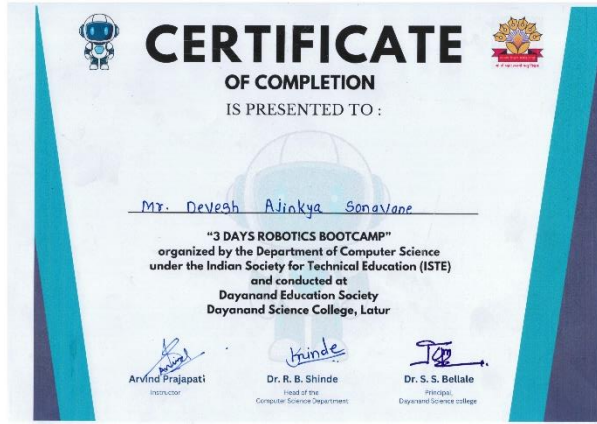 CERTIFICATE
OF COMPLETION
IS PRESENTED TO :
Mr. Devesh Ajinkya Sonavane
“3 DAYS ROBOTICS BOOTCAMP”
organized by the Department of Computer Science
under the Indian Society for Technical Education (ISTE)
and conducted at
Dayanand Education Society
Dayanand Science College, Latur
Arvind Prajapati
Instructor
Dr. R. B. Shinde
Head of the
Computer Science Department
Dr. S. S. Bellale
Principal,
Dayanand Science college